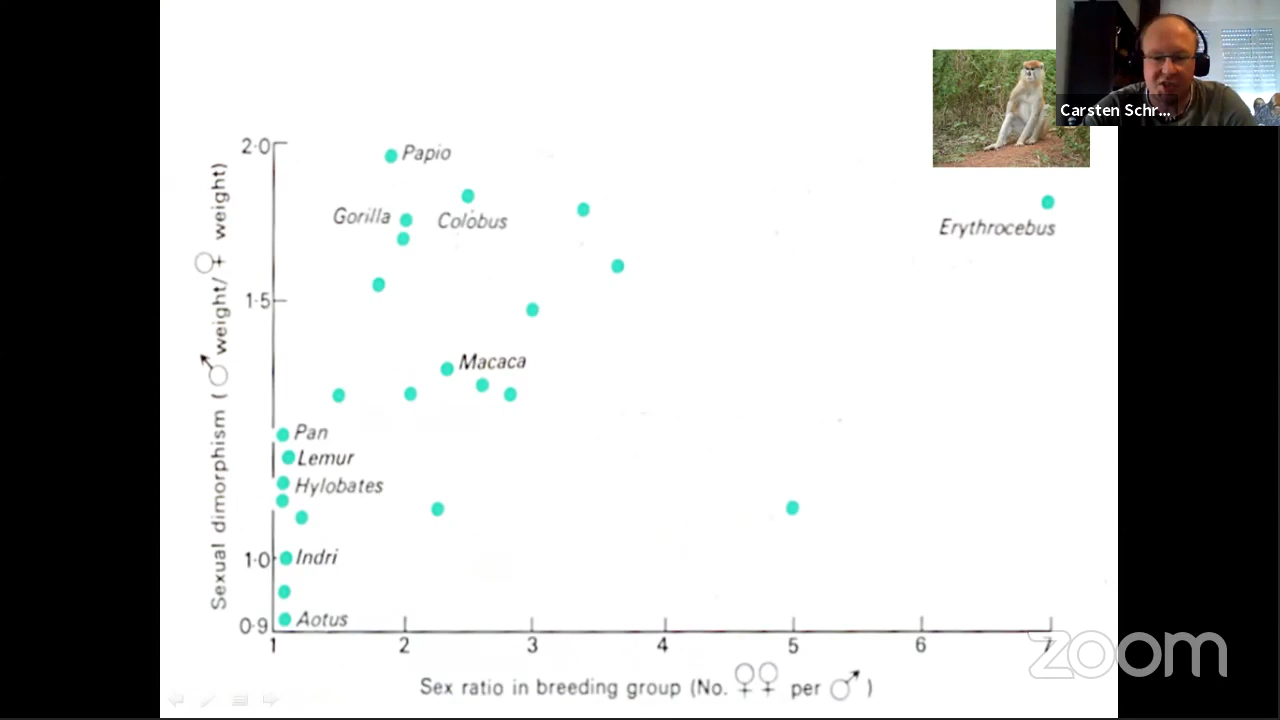 Carsten Schr...
2·0
Papio
Gorilla
Colobus
Erythrocebus
1·5
Macaca
Pan
Lemur
Hylobates
1·0
Indri
0·9
Aotus
1 2 3 4 5 6 7
Sexual dimorphism (♂ weight/♀ weight)
Sex ratio in breeding group (No. ♀♀ per ♂)
zoom